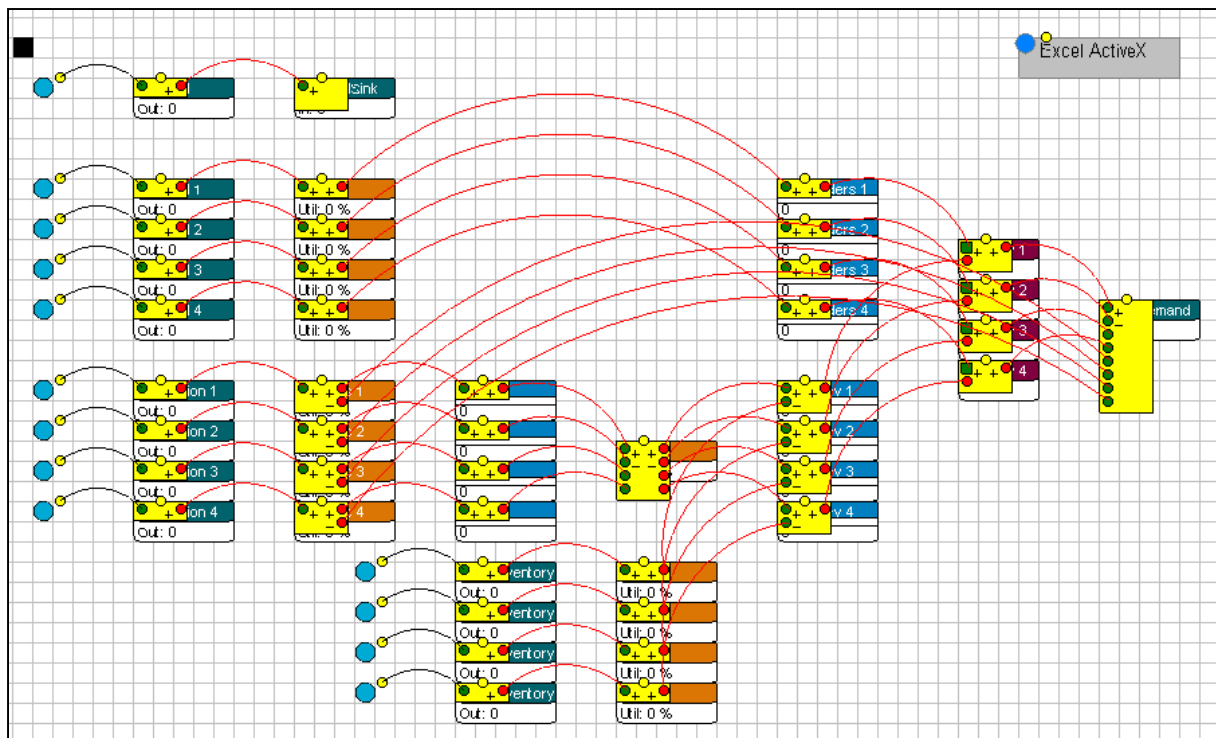 Excel ActiveX
Sink
Out: 0
1
ders 1
Out: 0
Util: 0 %
0
2
ders 2
Out: 0
Util: 0 %
0
1
3
ders 3
Out: 0
Util: 0 %
0
2
4
ders 4
emand
Out: 0
Util: 0 %
0
3
4
ion 1
1
v 1
Out: 0
0
ion 2
2
v 2
Out: 0
0
ion 3
3
v 3
Out: 0
0
ion 4
4
v 4
Out: 0
0
ventory
Out: 0
Util: 0 %
ventory
Out: 0
Util: 0 %
ventory
Out: 0
Util: 0 %
ventory
Out: 0
Util: 0 %